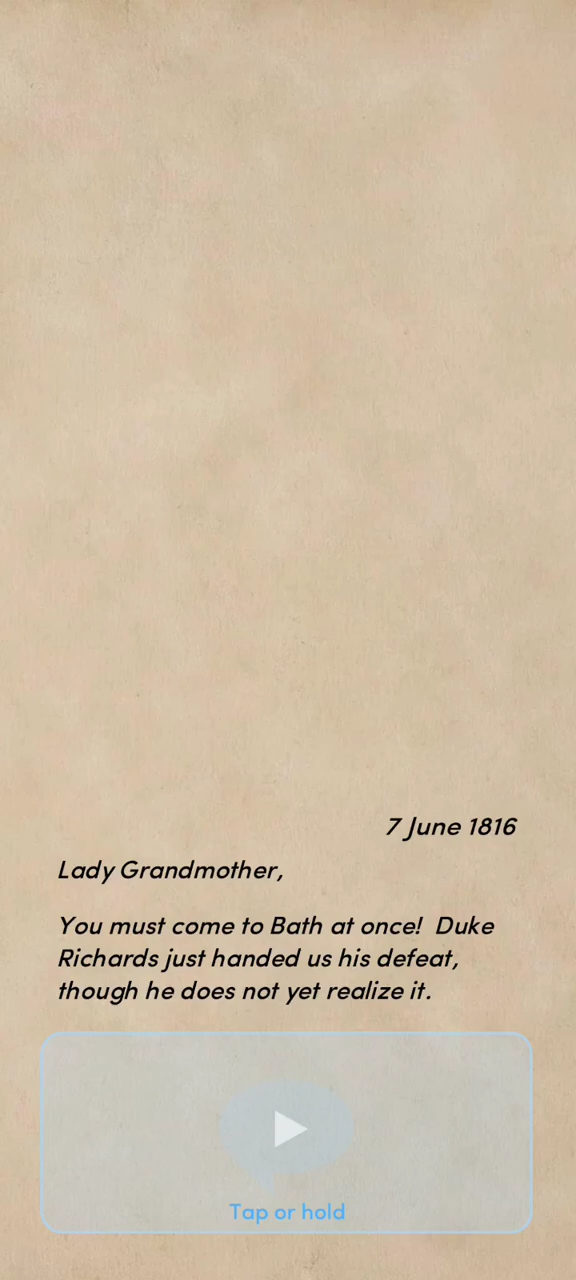 7 June 1816
Lady Grandmother,
You must come to Bath at once!  Duke
Richards just handed us his defeat,
though he does not yet realize it.
Tap or hold